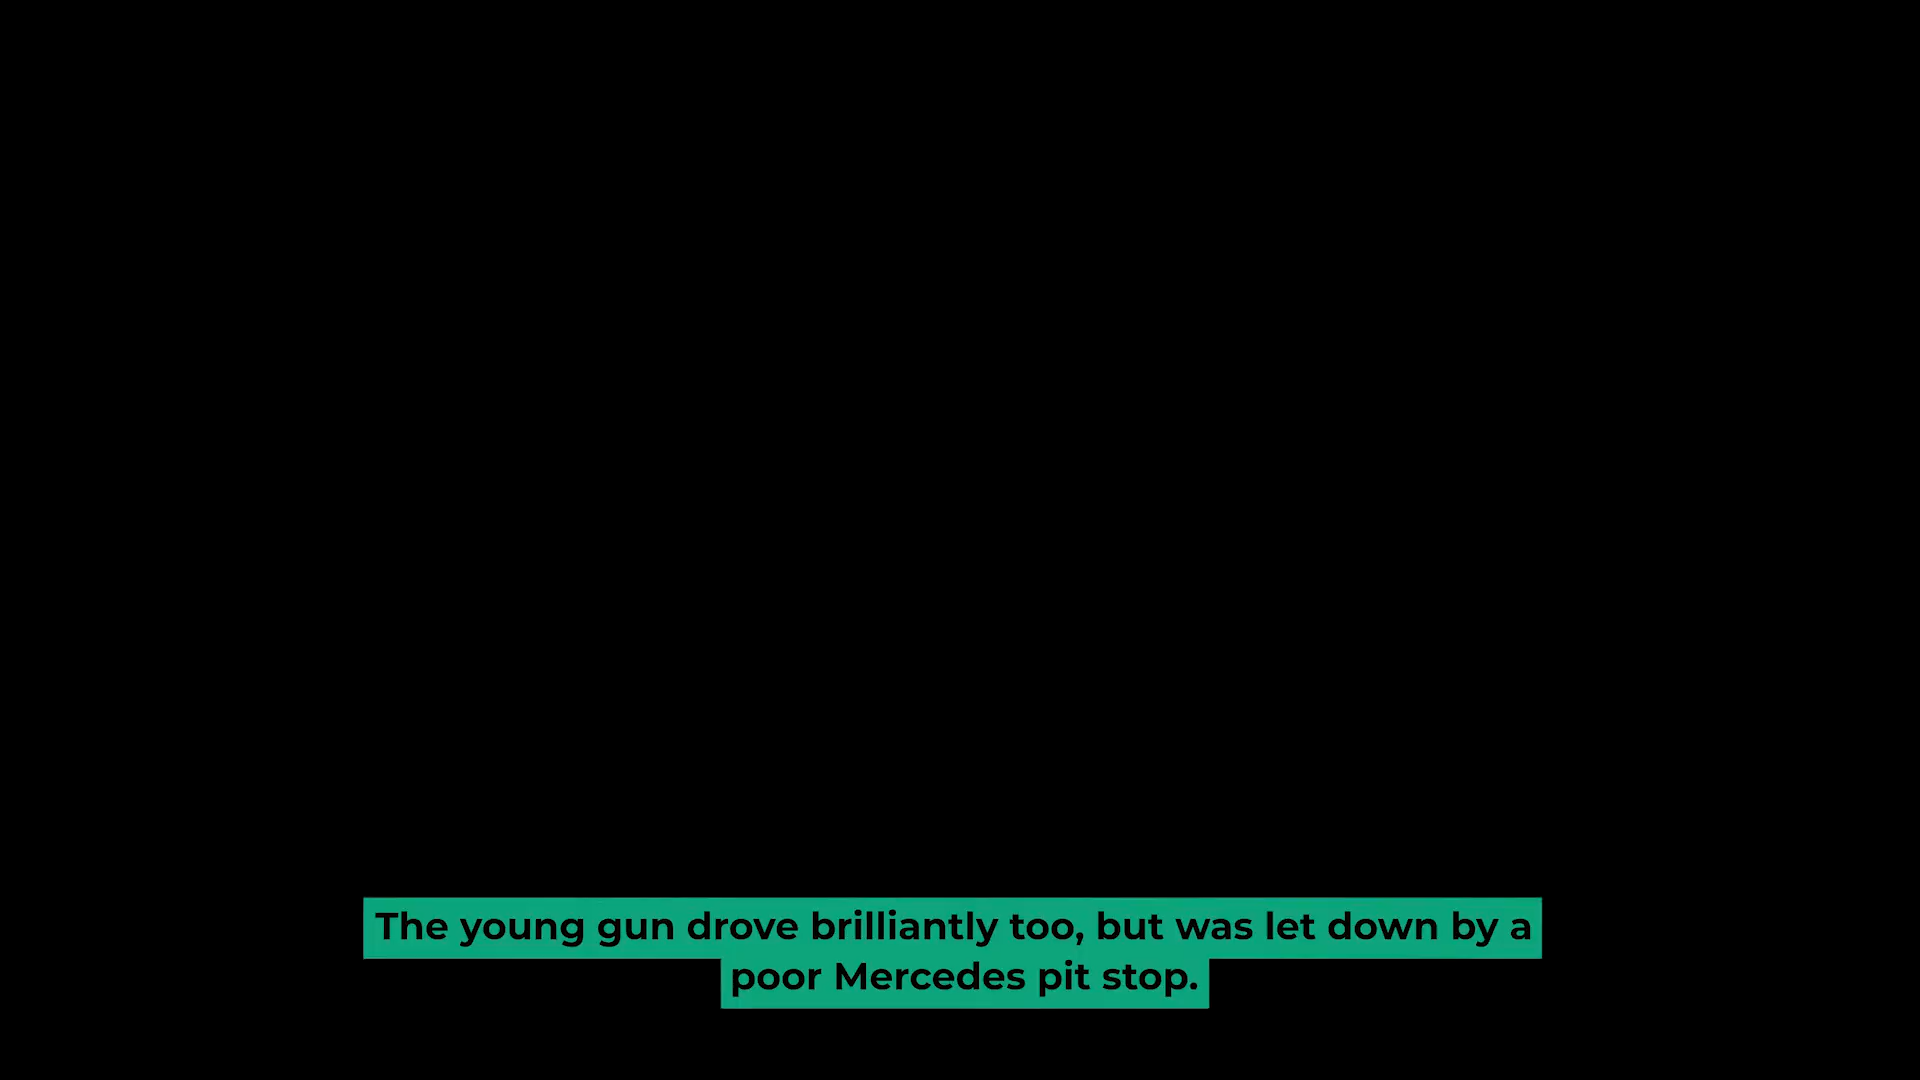 The young gun drove brilliantly too, but was let down by a
poor Mercedes pit stop.